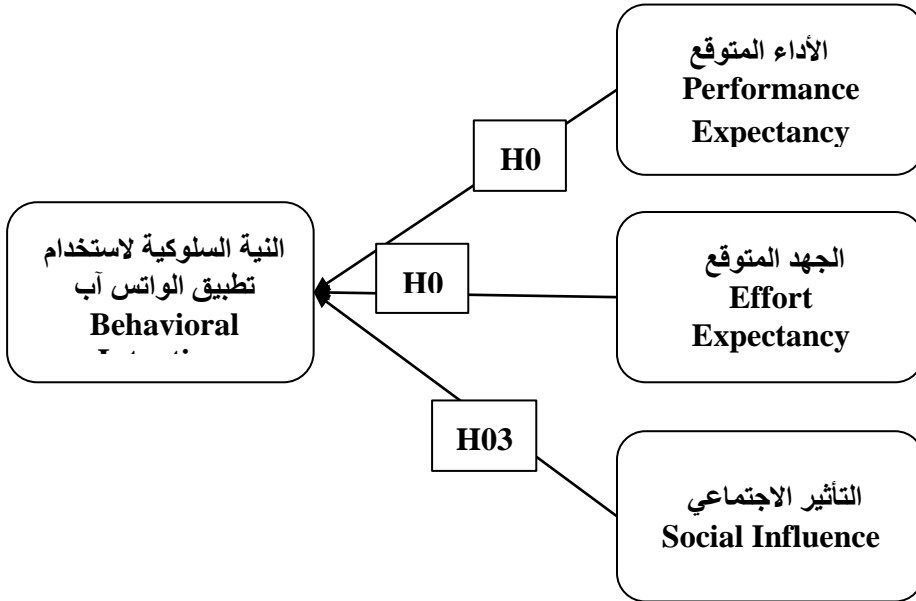 الأداء المتوقع
Performance
Expectancy
H0
النية السلوكية لاستخدام
تطبيق الواتس آب
Behavioral
H0
الجهد المتوقع
Effort
Expectancy
H03
التأثير الاجتماعي
Social Influence